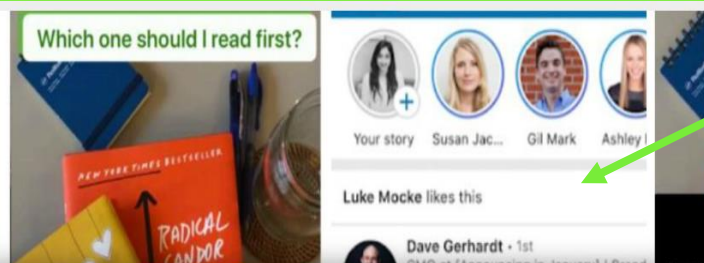 Which one should I read first?
NEW YORK TIMES BESTSELLER
RADICAL
CANDOR
Your story
Susan Jac...
Gil Mark
Ashley
Luke Mocke likes this
Dave Gerhardt • 1st